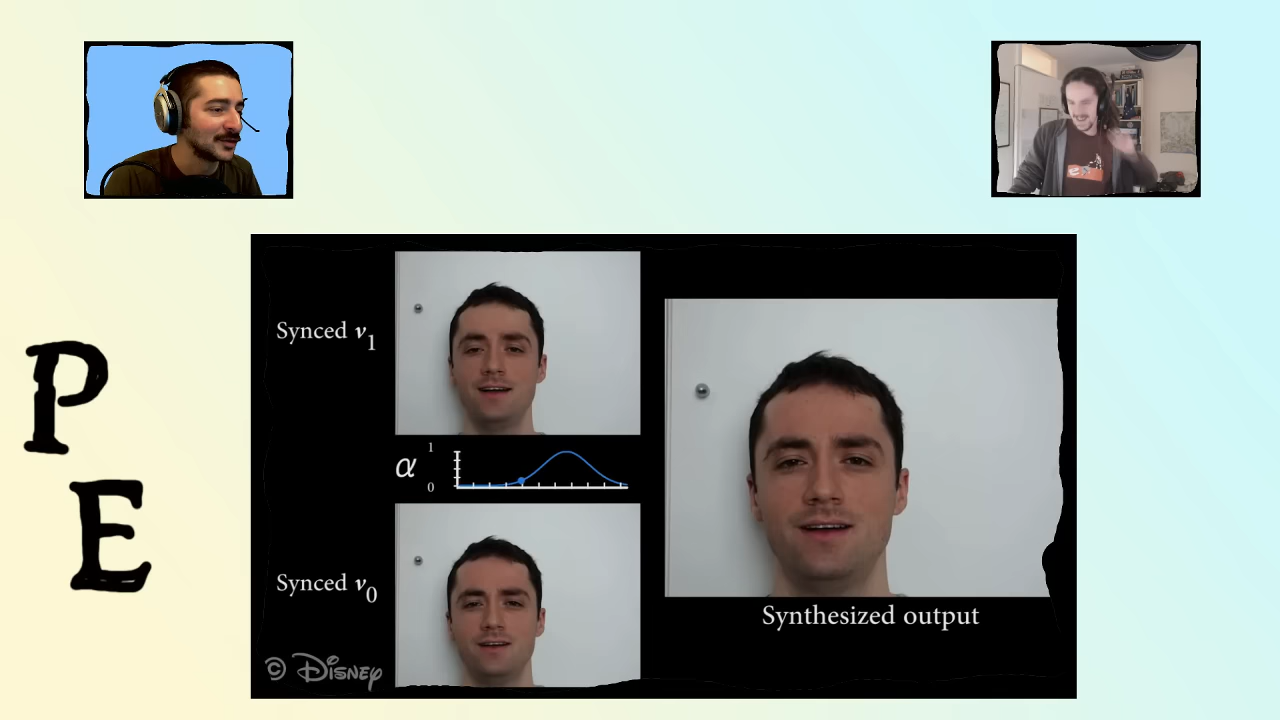 Synced v1
α 1
0
Synced v0
© Disney
Synthesized output
P
E